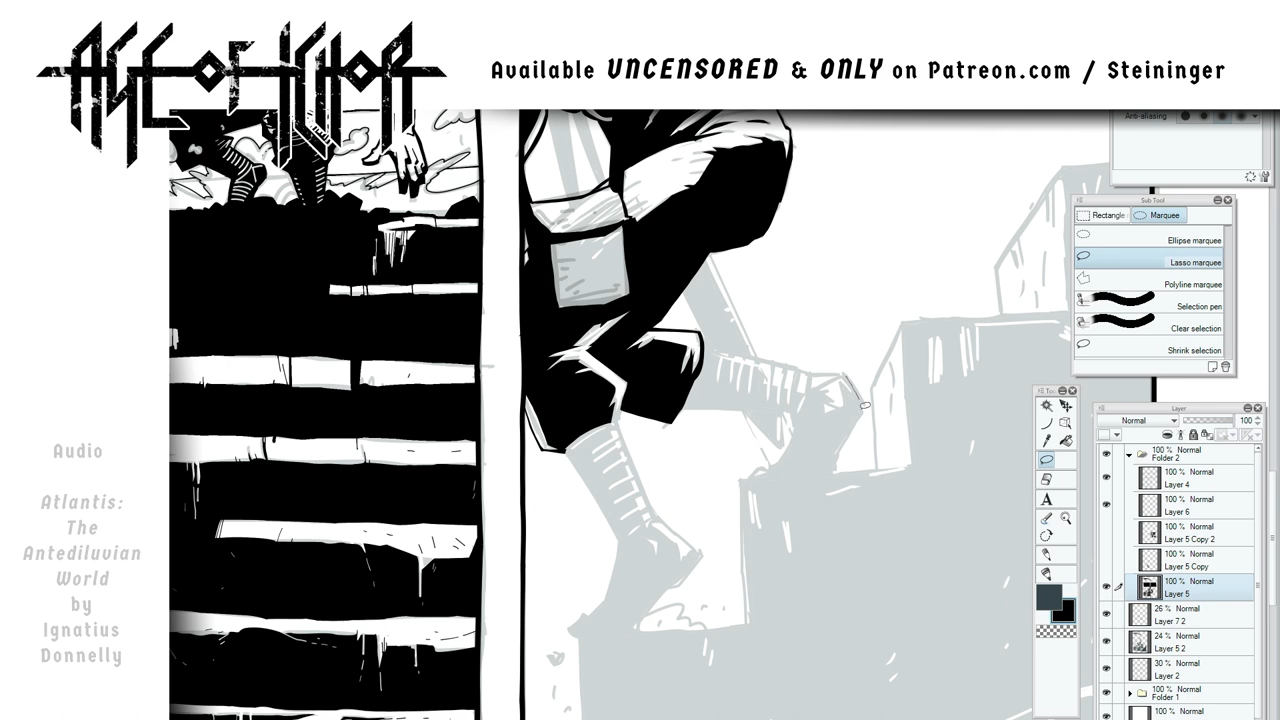 AGE OF HUOR
Available UNCENSORED & ONLY on Patreon.com / Steininger
Anti-aliasing
Sub Tool
Rectangle
Marquee
Ellipse marquee
Lasso marquee
Polyline marquee
Selection pen
Clear selection
Shrink selection
Audio
Atlantis:
The
Antediluvian
World
by
Ignatius
Donnelly
Layer
Normal
100
100 % Normal
Folder 2
100 % Normal
Layer 4
100 % Normal
Layer 6
100 % Normal
Layer 5 Copy 2
100 % Normal
Layer 5 Copy
100 % Normal
Layer 5
26 % Normal
Layer 7 2
24 % Normal
Layer 5 2
30 % Normal
Layer 2
100 % Normal
Folder 1
100 % Normal